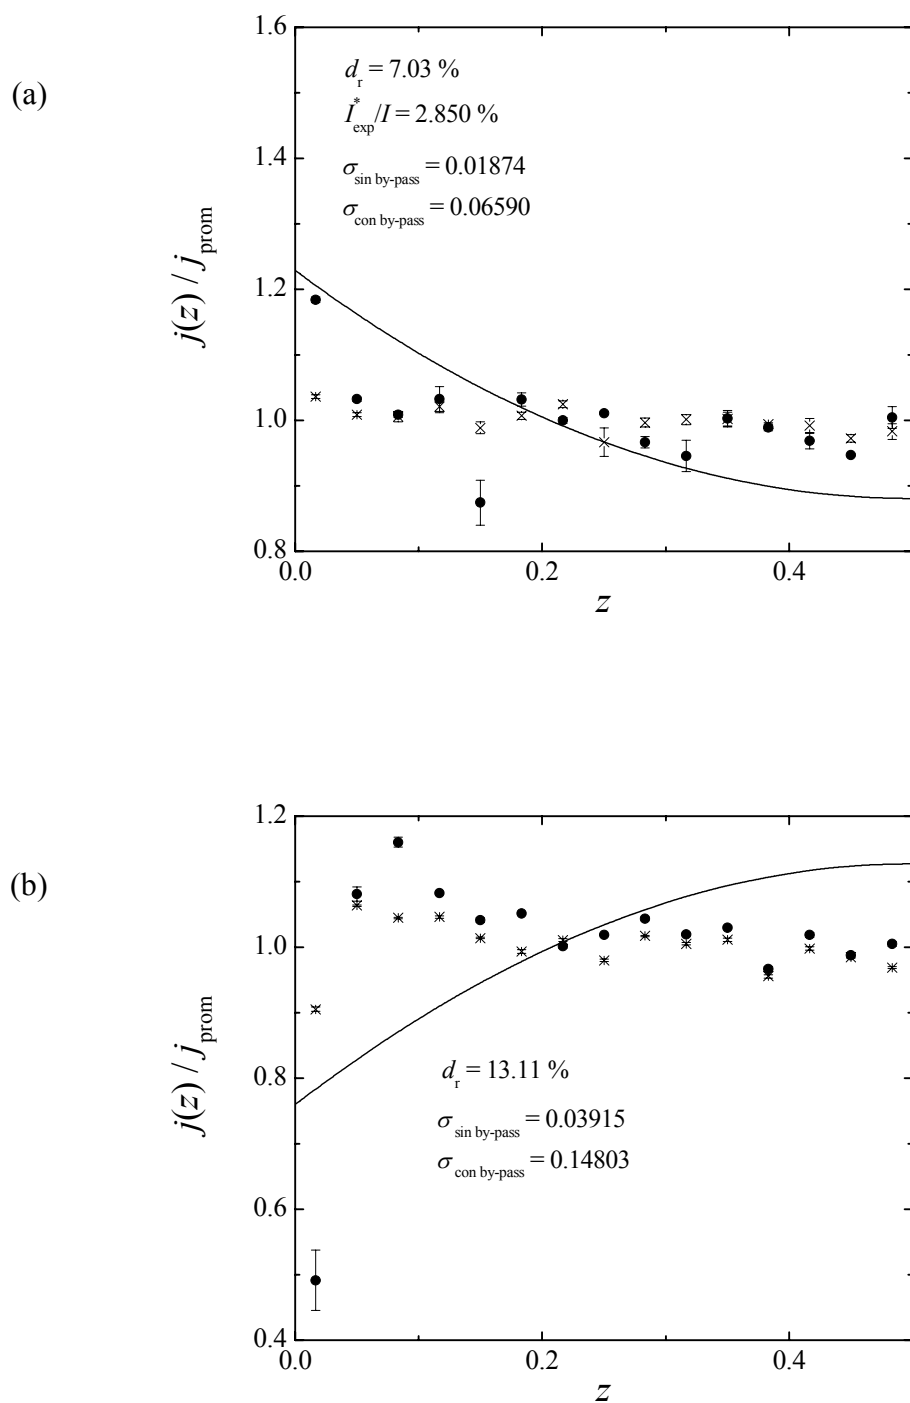 (a)
1.6
1.4
1.2
1.0
0.8
0.0
0.2
0.4
z
j(z) / j_prom
d_r = 7.03 %
I*_exp/I = 2.850 %
σ_sin by-pass = 0.01874
σ_con by-pass = 0.06590
(b)
1.2
1.0
0.8
0.6
0.4
0.0
0.2
0.4
z
j(z) / j_prom
d_r = 13.11 %
σ_sin by-pass = 0.03915
σ_con by-pass = 0.14803